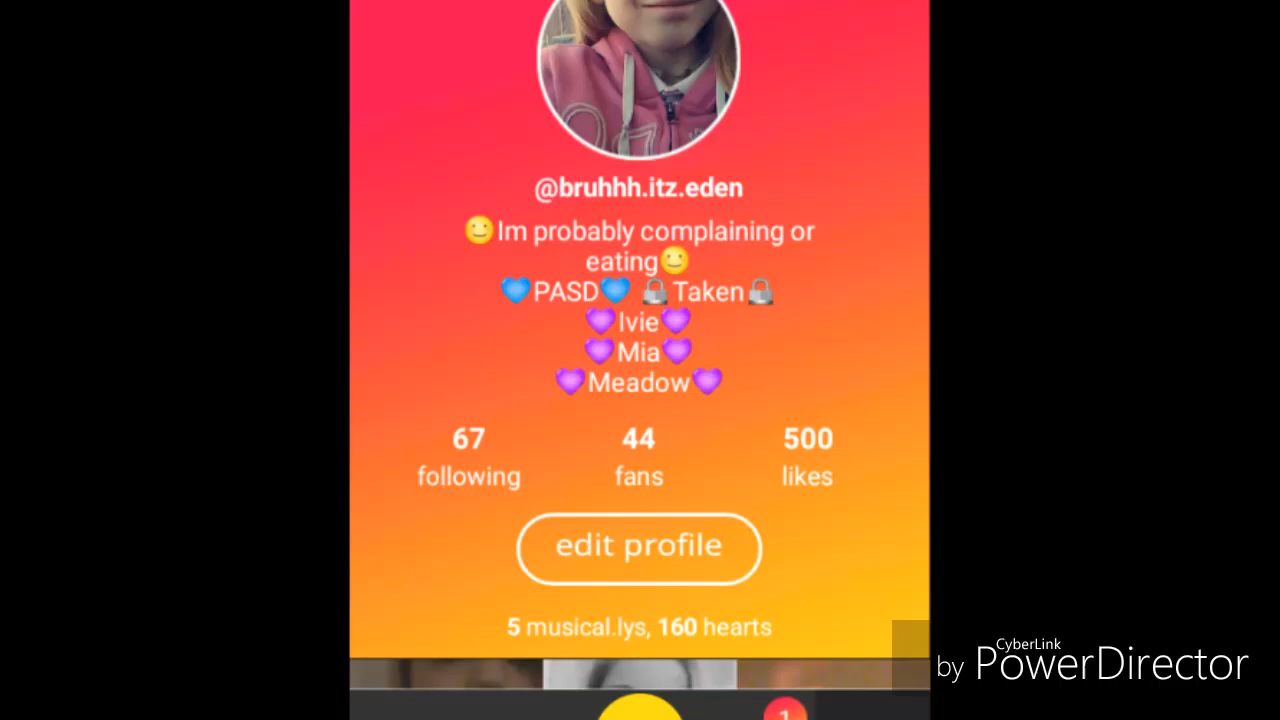 @bruhhh.itz.eden
🙂Im probably complaining or
eating🙂
💙PASD💙 🔒Taken🔒
💜Ivie💜
💜Mia💜
💜Meadow💜
67 44 500
following fans likes
edit profile
5 musical.lys, 160 hearts
1
CyberLink
by PowerDirector